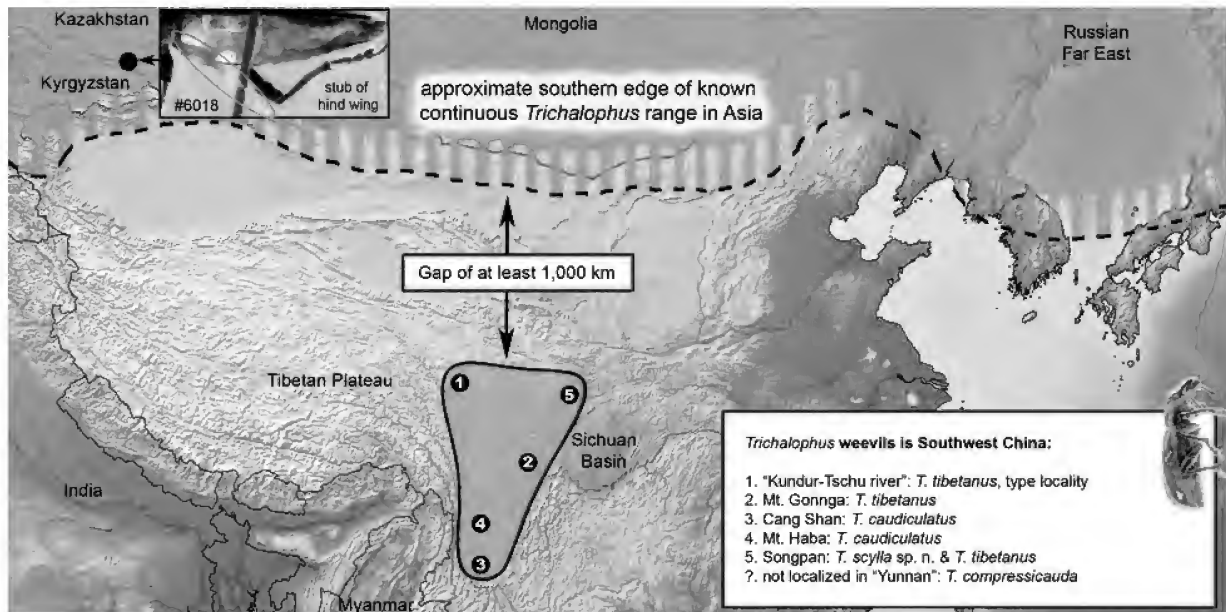 Kazakhstan
Mongolia
Russian
Far East
Kyrgyzstan
#6018
stub of
hind wing
approximate southern edge of known
continuous Trichalophus range in Asia
Gap of at least 1,000 km
Tibetan Plateau
1
5
Sichuan
Basin
2
India
4
3
Myanmar
Trichalophus weevils is Southwest China:
1. "Kundur-Tschu river": T. tibetanus, type locality
2. Mt. Gonnga: T. tibetanus
3. Cang Shan: T. caudiculatus
4. Mt. Haba: T. caudiculatus
5. Songpan: T. scylla sp. n. & T. tibetanus
?. not localized in "Yunnan": T. compressicauda